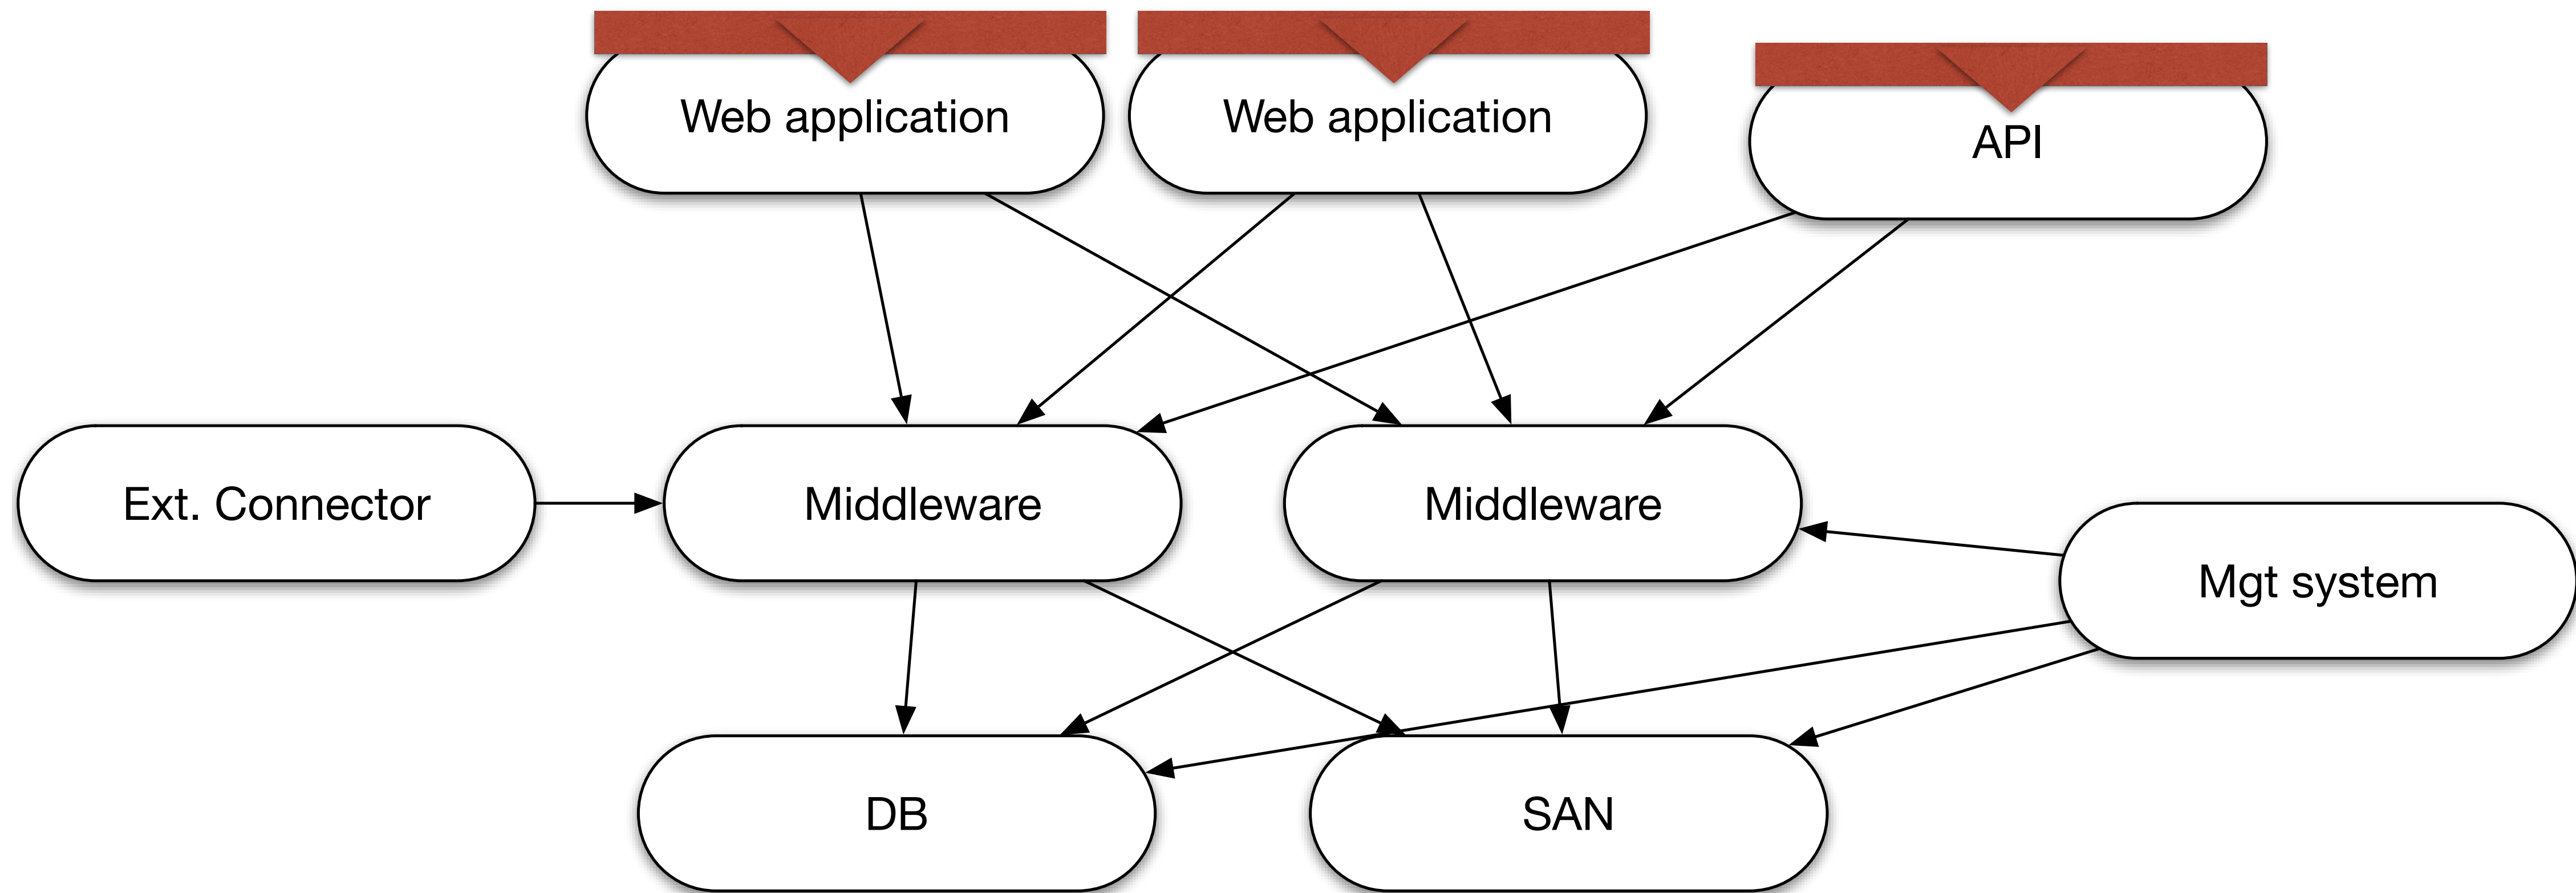 Web application
Web application
API
Ext. Connector
Middleware
Middleware
Mgt system
DB
SAN